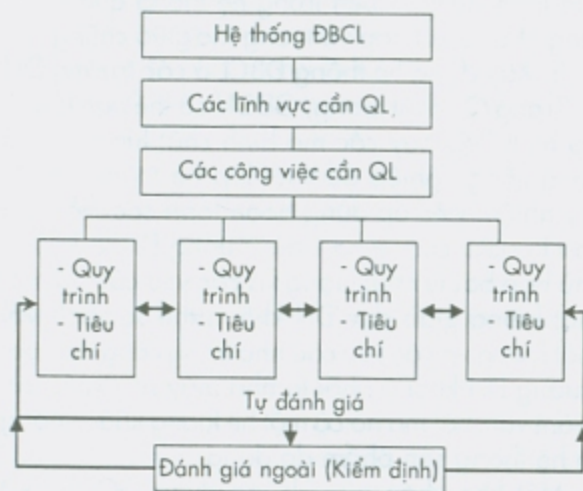 Hệ thống ĐBCL
Các lĩnh vực cần QL
Các công việc cần QL
- Quy
trình
- Tiêu
chí
- Quy
trình
- Tiêu
chí
- Quy
trình
- Tiêu
chí
- Quy
trình
- Tiêu
chí
Tự đánh giá
Đánh giá ngoài (Kiểm định)